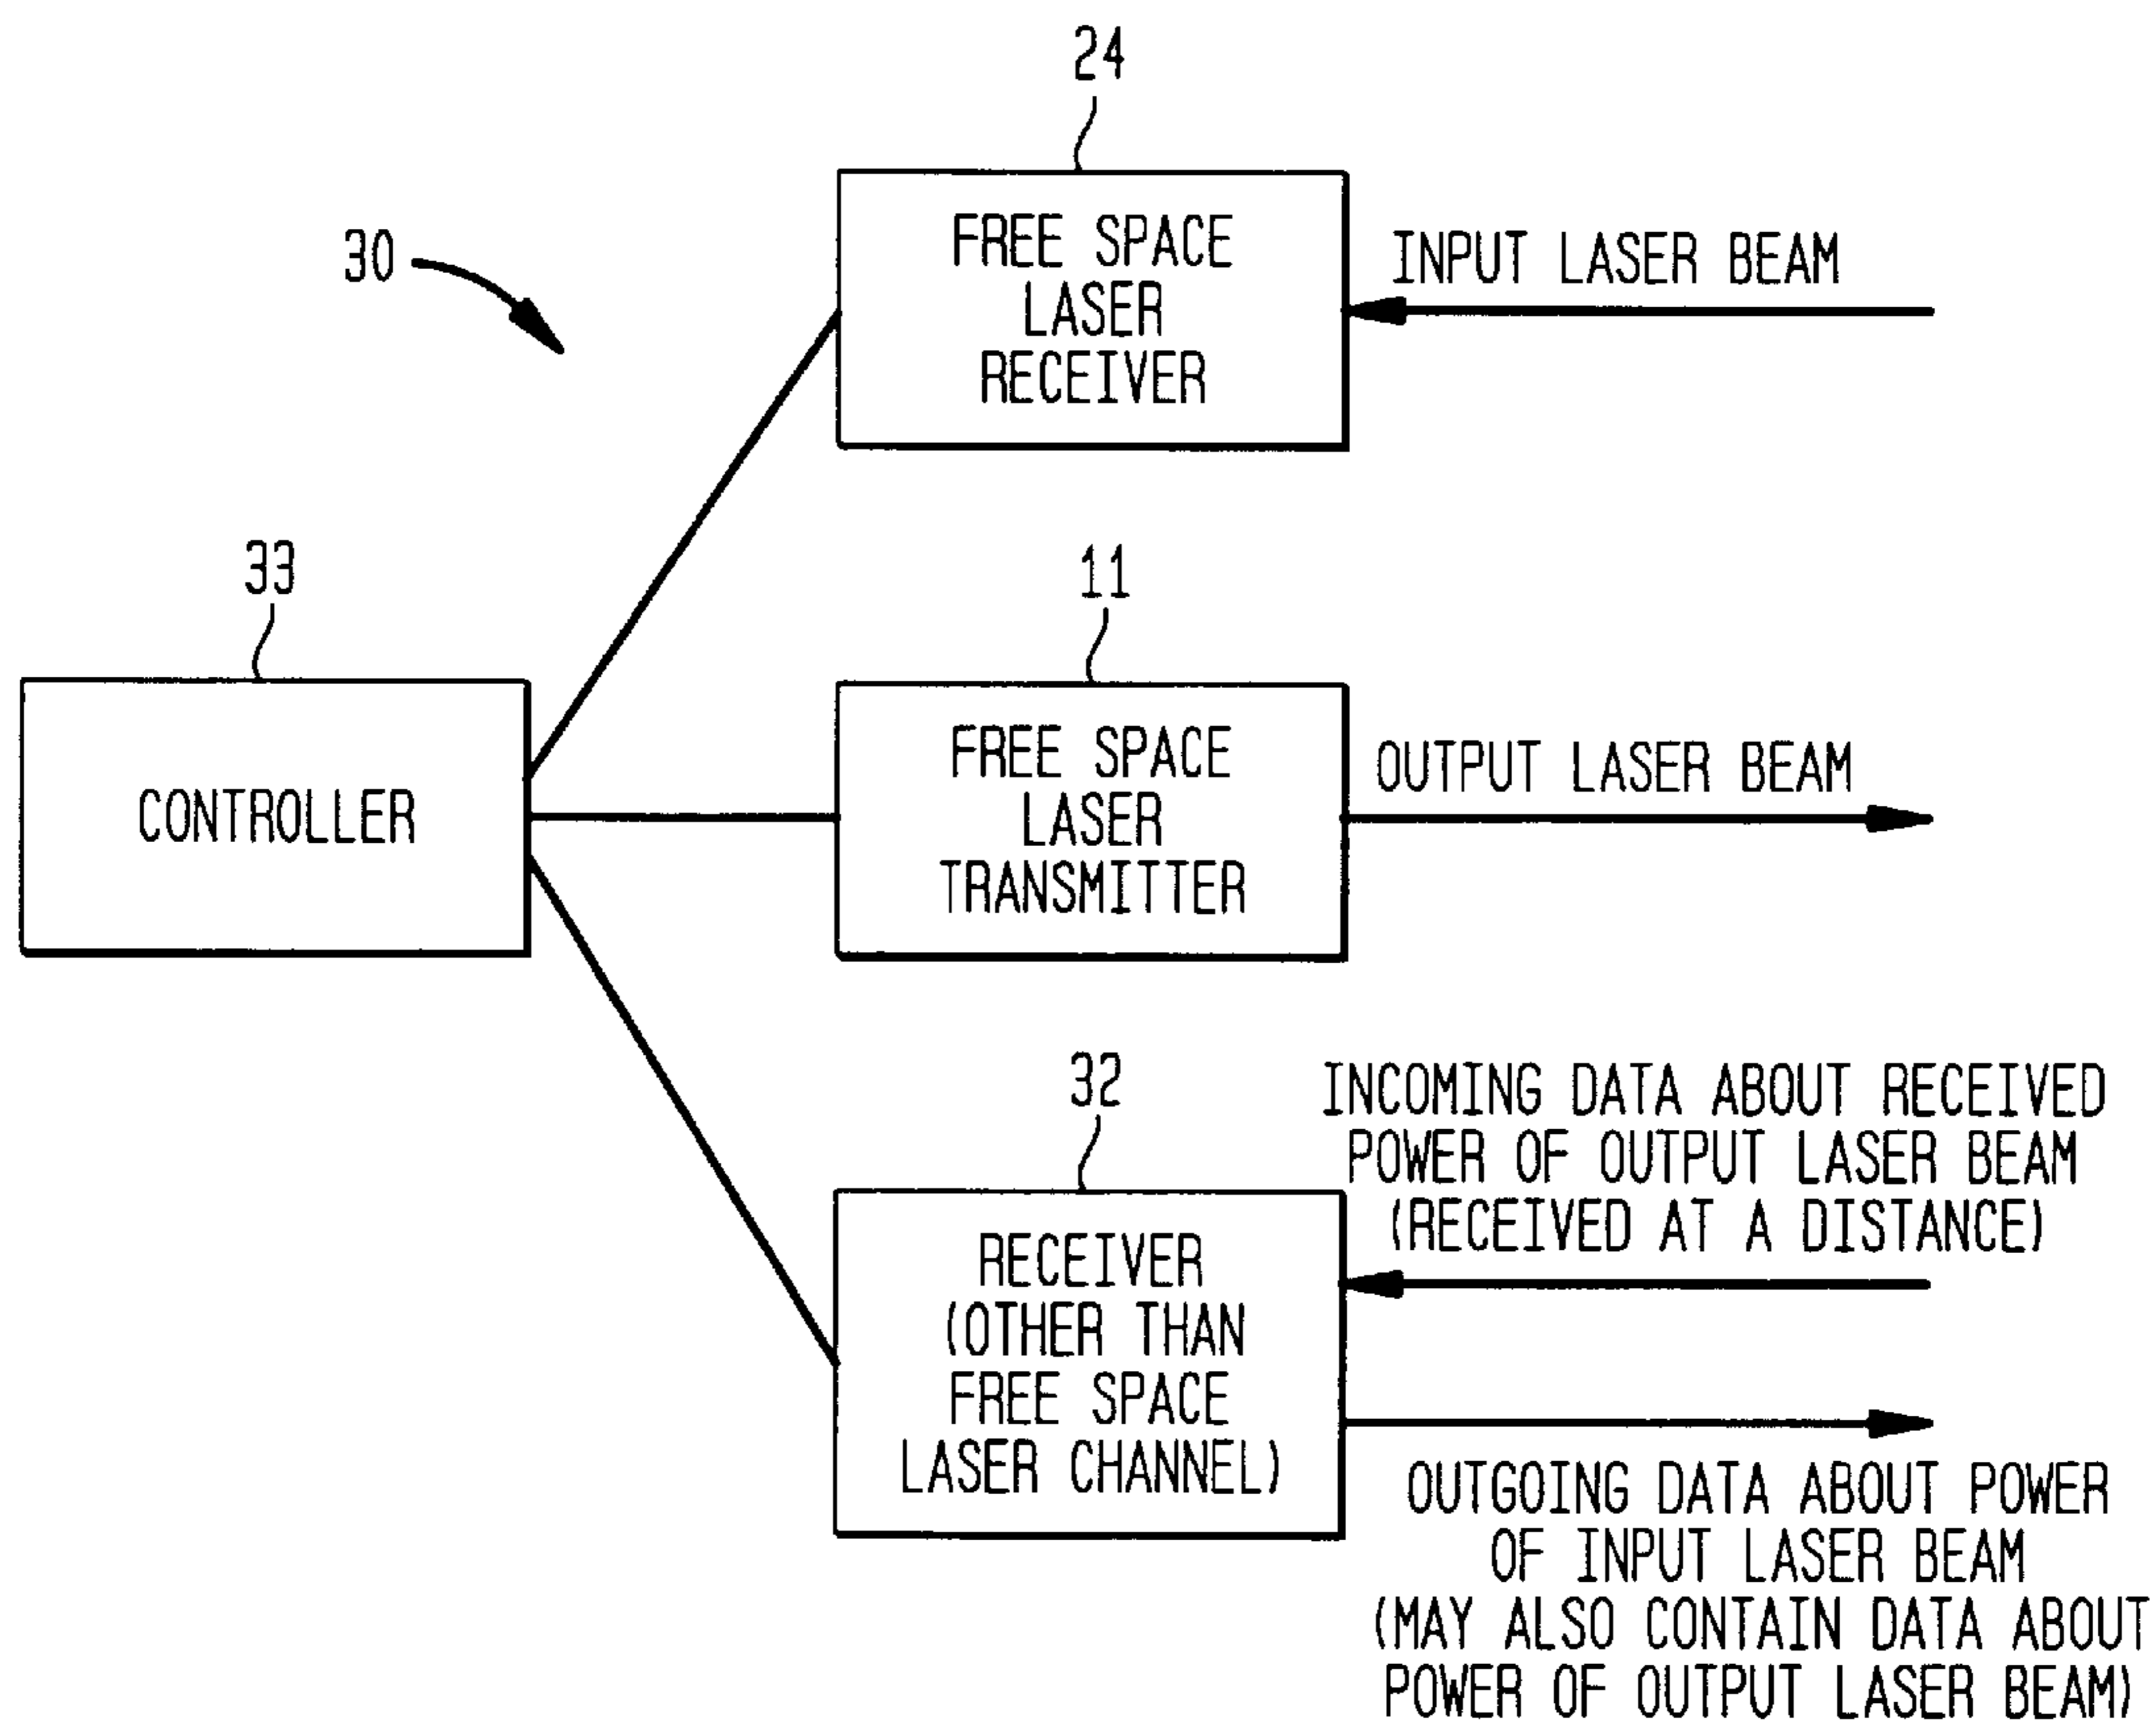 24
FREE SPACE
LASER
RECEIVER
INPUT LASER BEAM
30
33
CONTROLLER
11
FREE SPACE
LASER
TRANSMITTER
OUTPUT LASER BEAM
32
RECEIVER
(OTHER THAN
FREE SPACE
LASER CHANNEL)
INCOMING DATA ABOUT RECEIVED
POWER OF OUTPUT LASER BEAM
(RECEIVED AT A DISTANCE)
OUTGOING DATA ABOUT POWER
OF INPUT LASER BEAM
(MAY ALSO CONTAIN DATA ABOUT
POWER OF OUTPUT LASER BEAM)